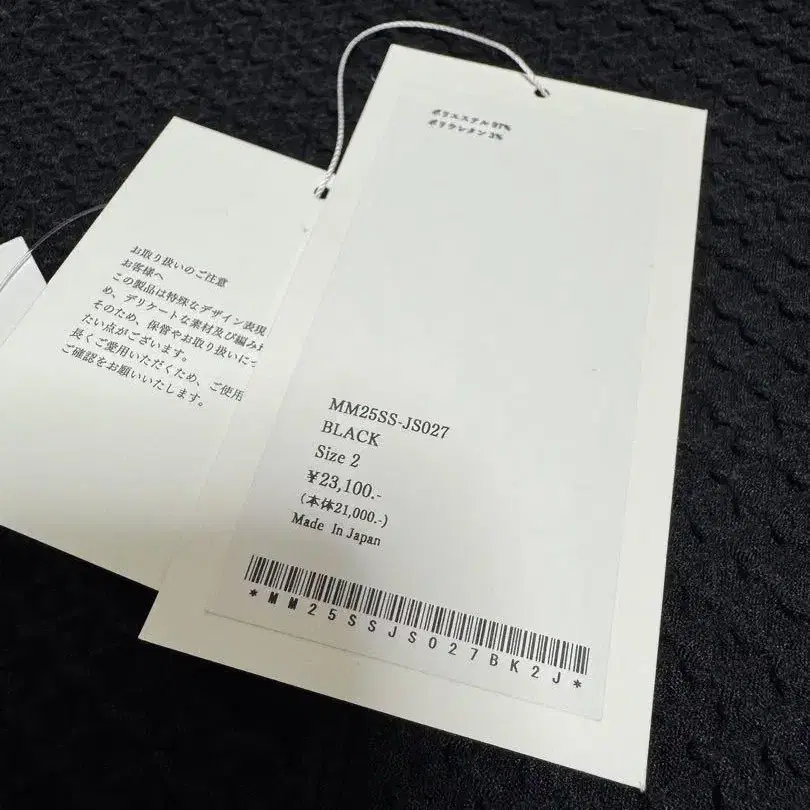 ポリエステル 97%
ポリウレタン 3%
MM25SS-JS027
BLACK
Size 2
¥23,100.-
(本体21,000.-)
Made In Japan
*MM25SSJS027BK2J*
お取り扱いのご注意
お客様へ
この製品は特殊なデザイン表現
め、デリケートな素材及び編み
そのため、保管やお取り扱いに
たい点がございます。
長くご愛用いただくため、ご使用
ご確認をお願いいたします。